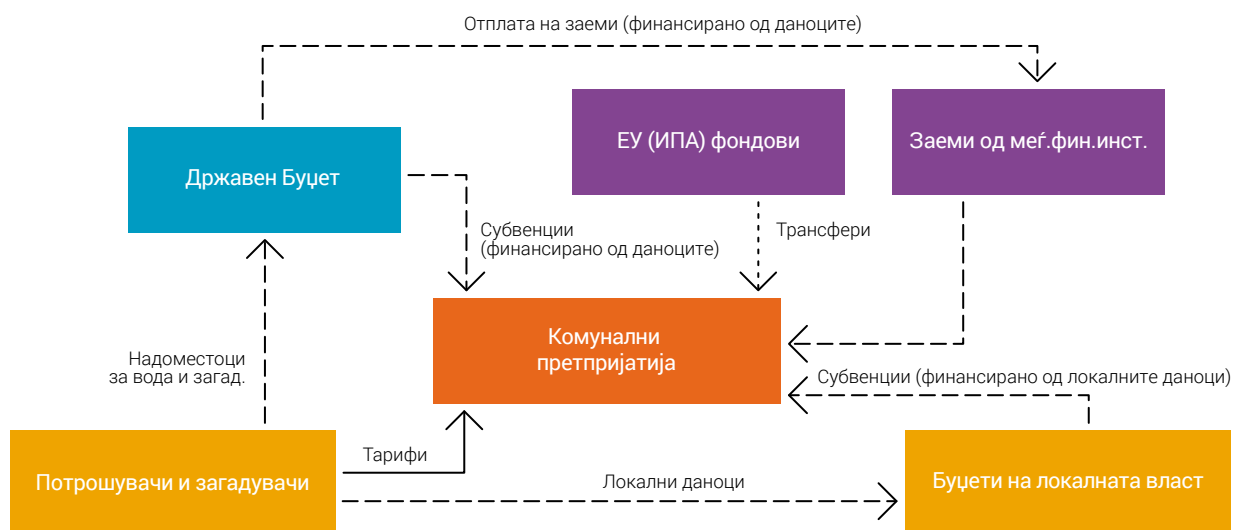 Отплата на заеми (финансирано од даноците)
ЕУ (ИПА) фондови
Заеми од меѓ.фин.инст.
Државен Буџет
Субвенции
(финансирано од даноците)
Трансфери
Комунални
претпријатија
Надоместоци
за вода и загад.
Субвенции (финансирано од локалните даноци)
Тарифи
Потрошувачи и загадувачи
Локални даноци
Буџети на локалната власт